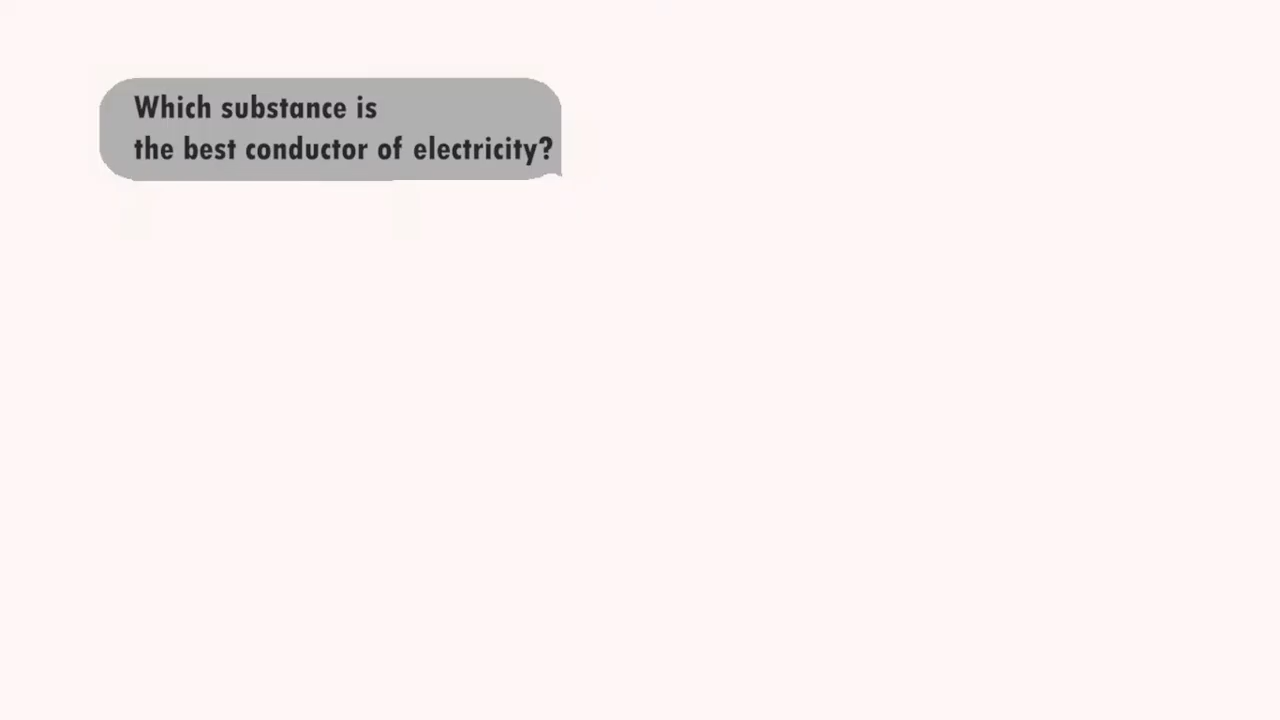 Which substance is
the best conductor of electricity?